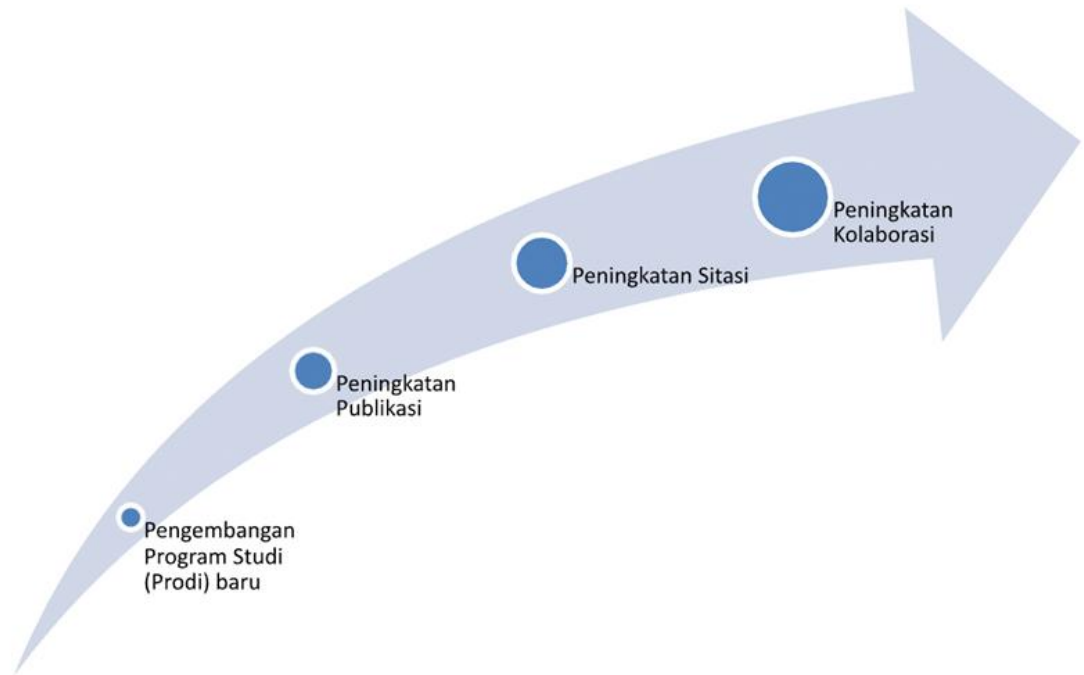 Pengembangan
Program Studi
(Prodi) baru
Peningkatan
Publikasi
Peningkatan Sitasi
Peningkatan
Kolaborasi